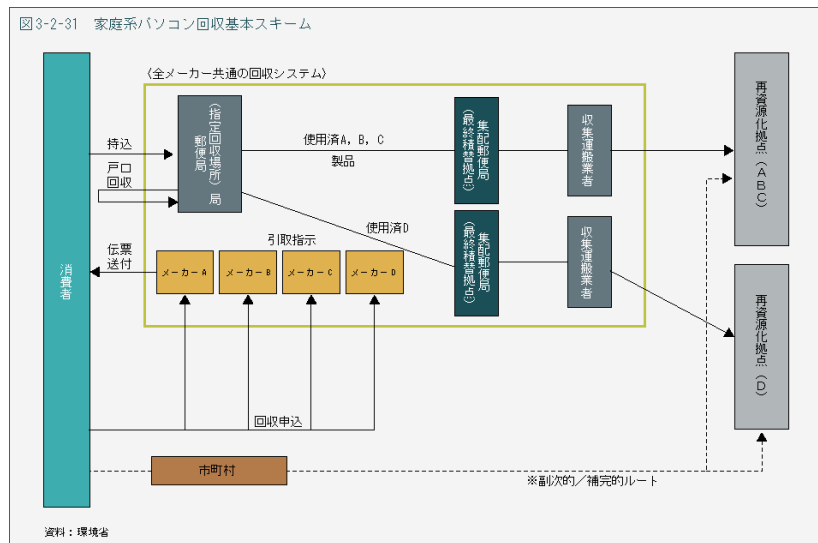 図3-2-31 家庭系パソコン回収基本スキーム
〈全メーカー共通の回収システム〉
消費者
持込
戸口
回収
伝票
送付
郵便局
(指定回収場所)局
使用済A, B, C
製品
使用済D
引取指示
メーカーA
メーカーB
メーカーC
メーカーD
集配郵便局
(最終積替拠点)
収集運搬業者
集配郵便局
(最終積替拠点)
収集運搬業者
再資源化拠点(ABC)
再資源化拠点(D)
回収申込
市町村
※副次的/補完的ルート
資料:環境省